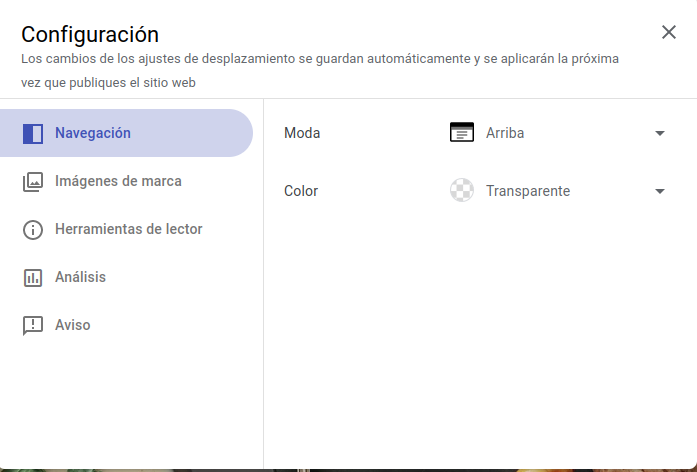 Configuración
Los cambios de los ajustes de desplazamiento se guardan automáticamente y se aplicarán la próxima
vez que publiques el sitio web
Navegación
Imágenes de marca
Herramientas de lector
Análisis
Aviso
Moda
Arriba
Color
Transparente